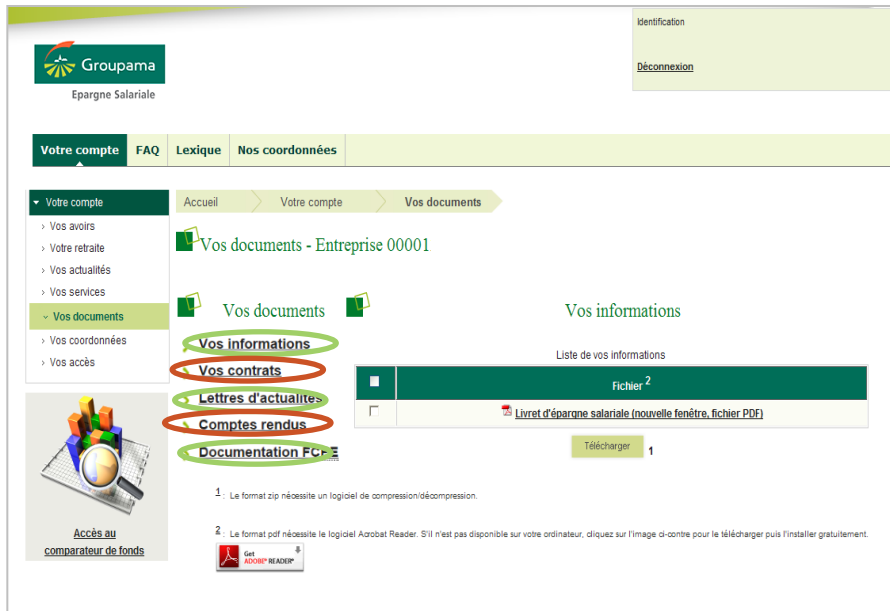 Identification
Déconnexion
Groupama
Epargne Salariale
Votre compte FAQ Lexique Nos coordonnées
Votre compte
Vos avoirs
Votre retraite
Vos actualités
Vos services
Vos documents
Vos coordonnées
Vos accès
Accès au
comparateur de fonds
Accueil Votre compte Vos documents
Vos documents - Entreprise 00001
Vos documents
Vos informations
Vos contrats
Lettres d'actualités
Comptes rendus
Documentation FCPE
Vos informations
Liste de vos informations
Fichier 2
Livret d'épargne salariale (nouvelle fenêtre, fichier PDF)
Télécharger 1
1 : Le format zip nécessite un logiciel de compression/décompression.
2 : Le format pdf nécessite le logiciel Acrobat Reader. S'il n'est pas disponible sur votre ordinateur, cliquez sur l'image ci-contre pour le télécharger puis l'installer gratuitement.
Get
ADOBE® READER®